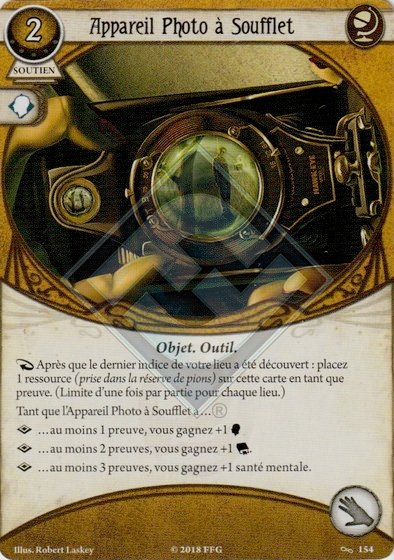 2
Appareil Photo à Soufflet
SOUTIEN
HAWK-EYE
Objet. Outil.
Après que le dernier indice de votre lieu a été découvert : placez
1 ressource (prise dans la réserve de pions) sur cette carte en tant que
preuve. (Limite d'une fois par partie pour chaque lieu.)
Tant que l'Appareil Photo à Soufflet a…
…au moins 1 preuve, vous gagnez +1
…au moins 2 preuves, vous gagnez +1 .
…au moins 3 preuves, vous gagnez +1 santé mentale.
Illus. Robert Laskey
© 2018 FFG
154